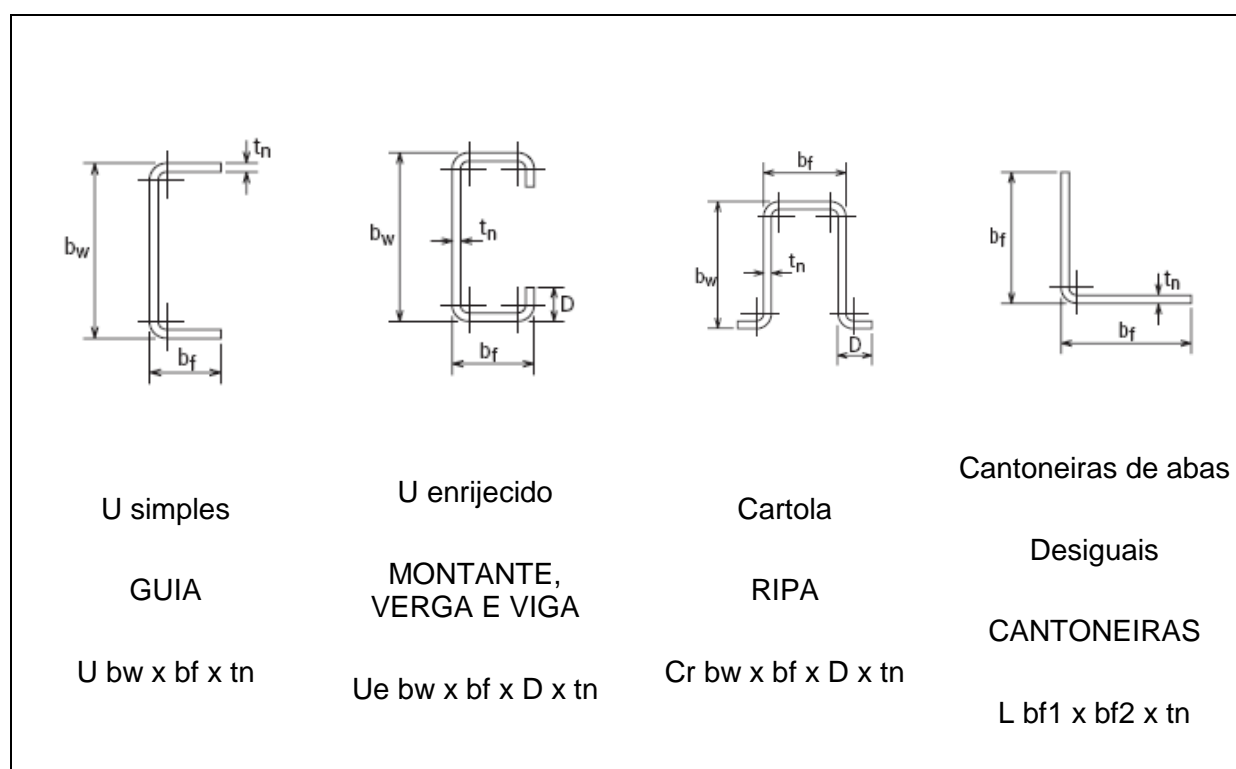 tn
bw
bf
bw
tn
D
bf
bf
bw
tn
D
bf
tn
bf
U simples
GUIA
U bw x bf x tn
U enrijecido
MONTANTE,
VERGA E VIGA
Ue bw x bf x D x tn
Cartola
RIPA
Cr bw x bf x D x tn
Cantoneiras de abas
Desiguais
CANTONEIRAS
L bf1 x bf2 x tn